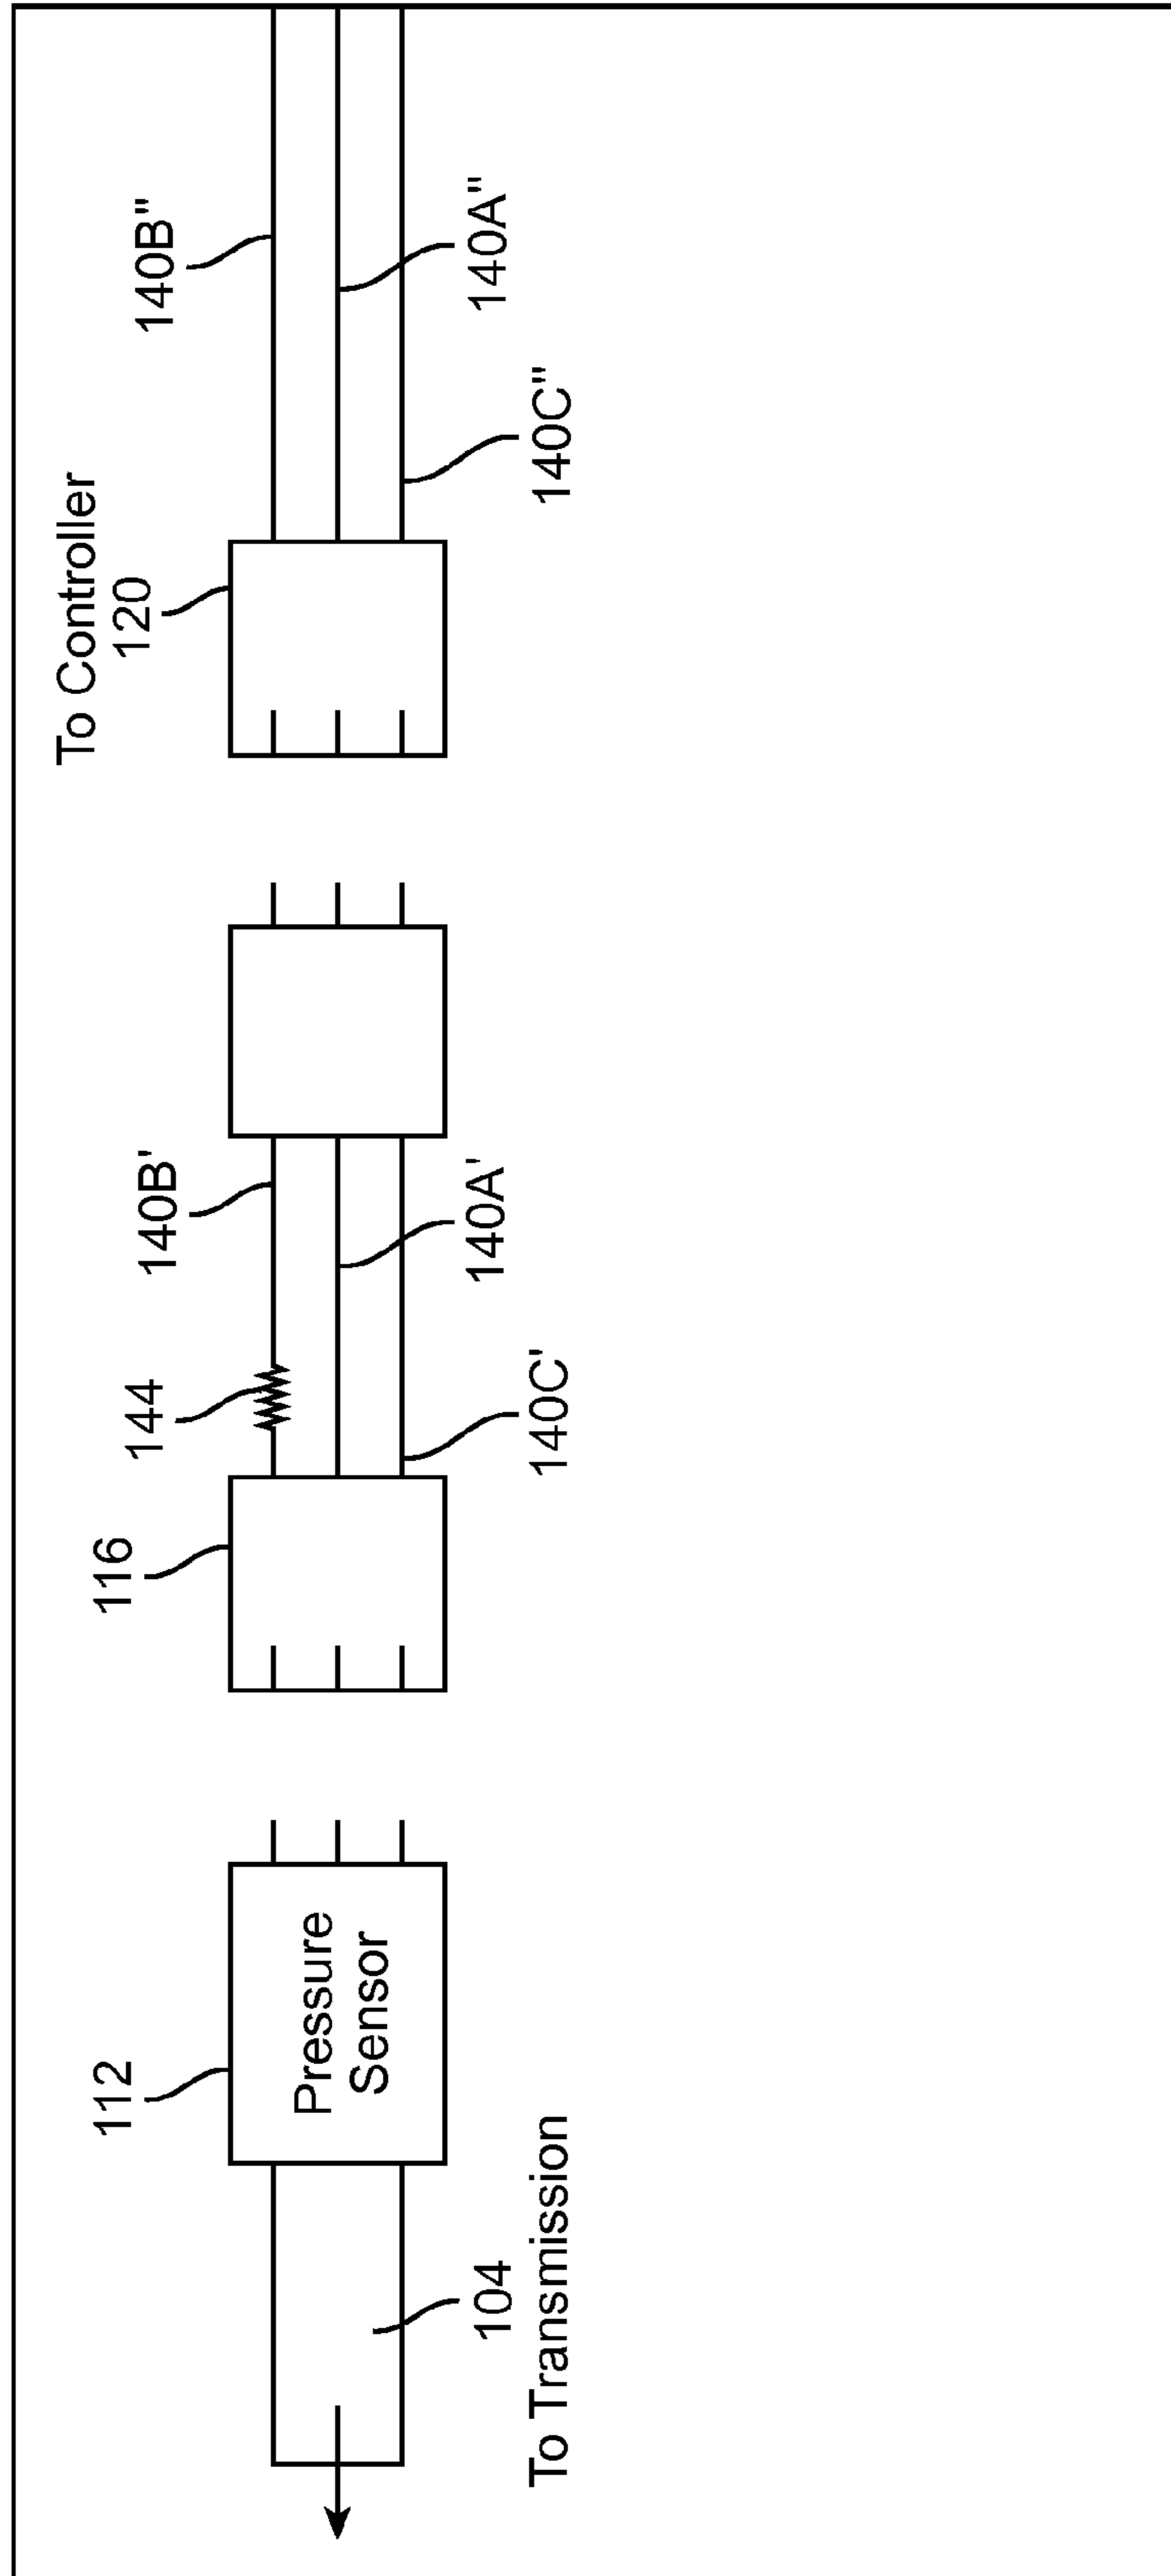 To Controller
120
140B"
140A"
140C"
140B'
140A'
140C'
144
116
112
Pressure
Sensor
104
To Transmission